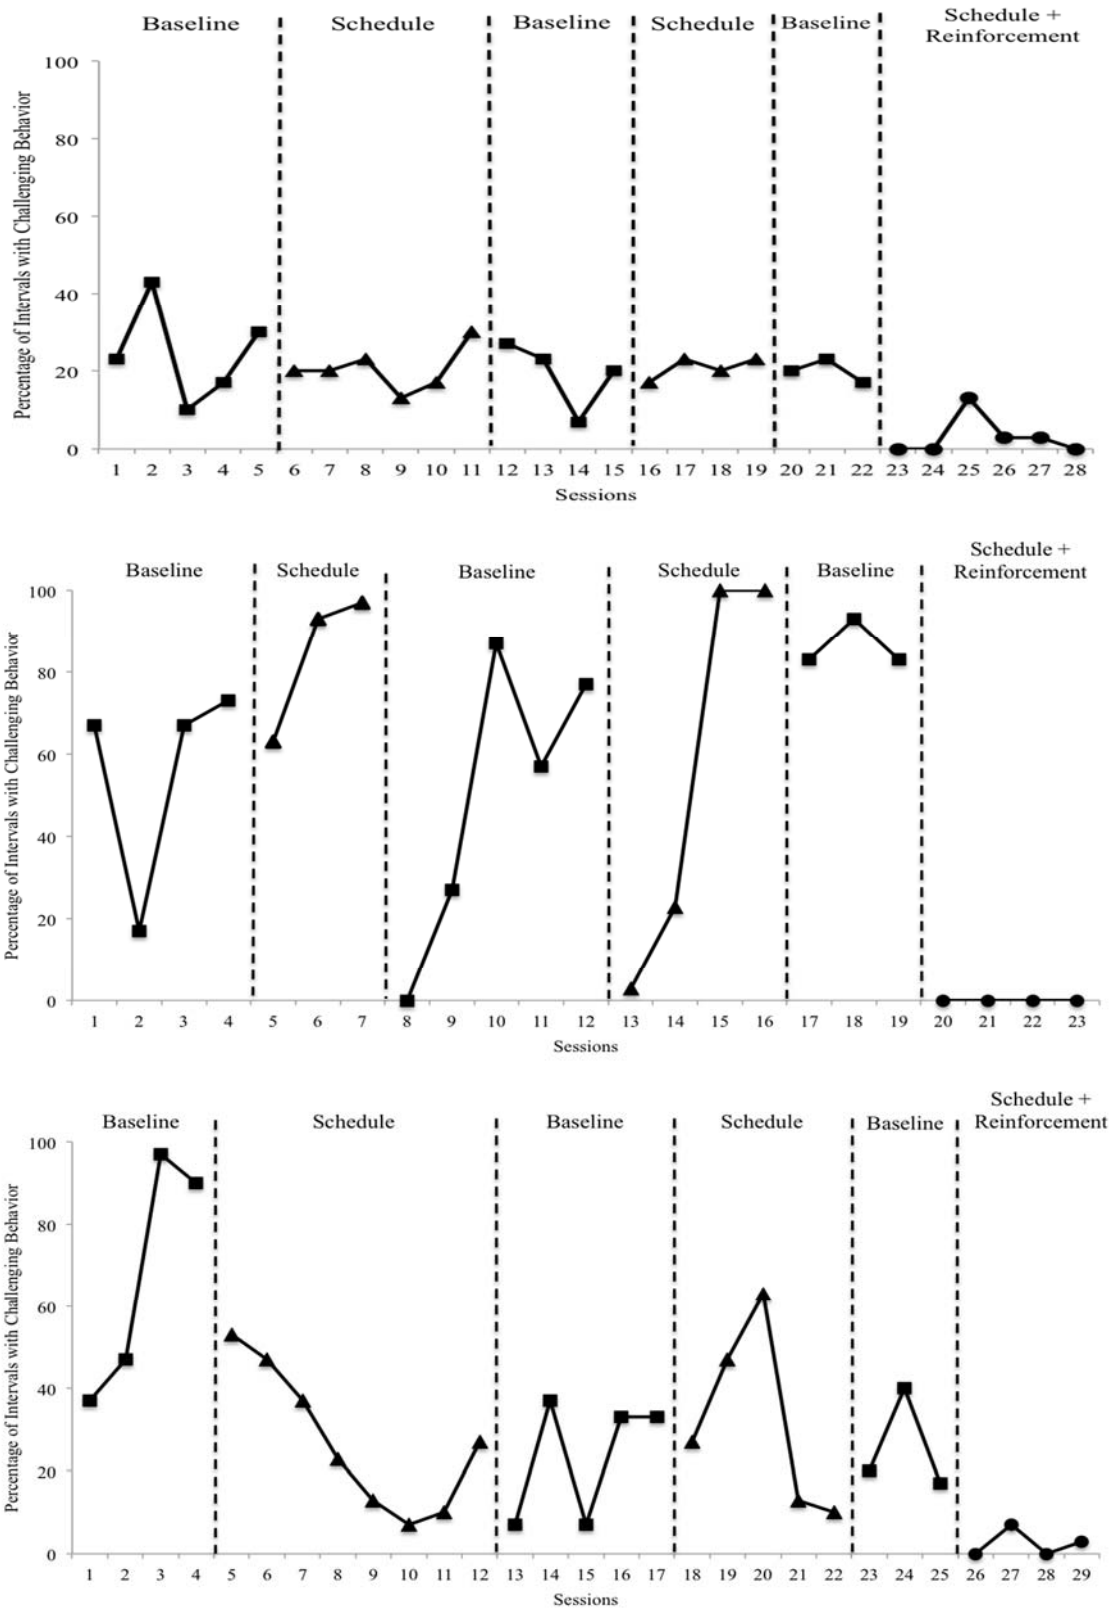 Baseline Schedule Baseline Schedule Baseline Schedule +
Reinforcement
Percentage of Intervals with Challenging Behavior
100
80
60
40
20
0
1 2 3 4 5 6 7 8 9 10 11 12 13 14 15 16 17 18 19 20 21 22 23 24 25 26 27 28
Sessions
Baseline Schedule Baseline Schedule Baseline Schedule +
Reinforcement
Percentage of Intervals with Challenging Behavior
100
80
60
40
20
0
1 2 3 4 5 6 7 8 9 10 11 12 13 14 15 16 17 18 19 20 21 22 23
Sessions
Baseline Schedule Baseline Schedule Baseline Schedule +
Reinforcement
Percentage of Intervals with Challenging Behavior
100
80
60
40
20
0
1 2 3 4 5 6 7 8 9 10 11 12 13 14 15 16 17 18 19 20 21 22 23 24 25 26 27 28 29
Sessions